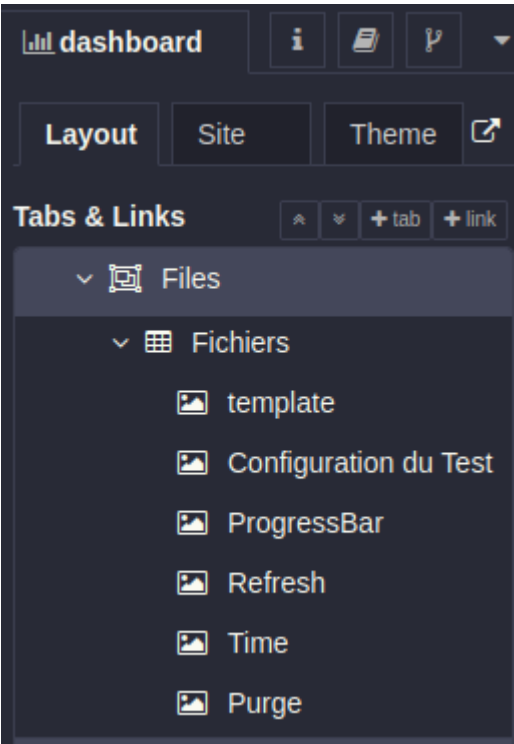 dashboard i
Layout Site Theme
Tabs & Links + tab + link
Files
Fichiers
template
Configuration du Test
ProgressBar
Refresh
Time
Purge